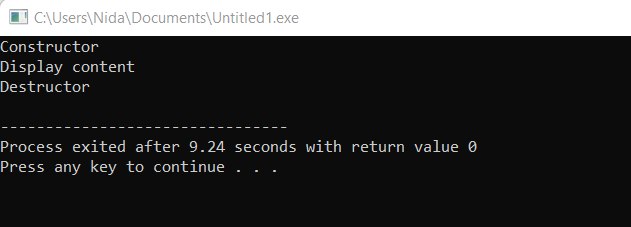 C:\Users\Nida\Documents\Untitled1.exe
Constructor
Display content
Destructor
--------------------------------
Process exited after 9.24 seconds with return value 0
Press any key to continue . . .